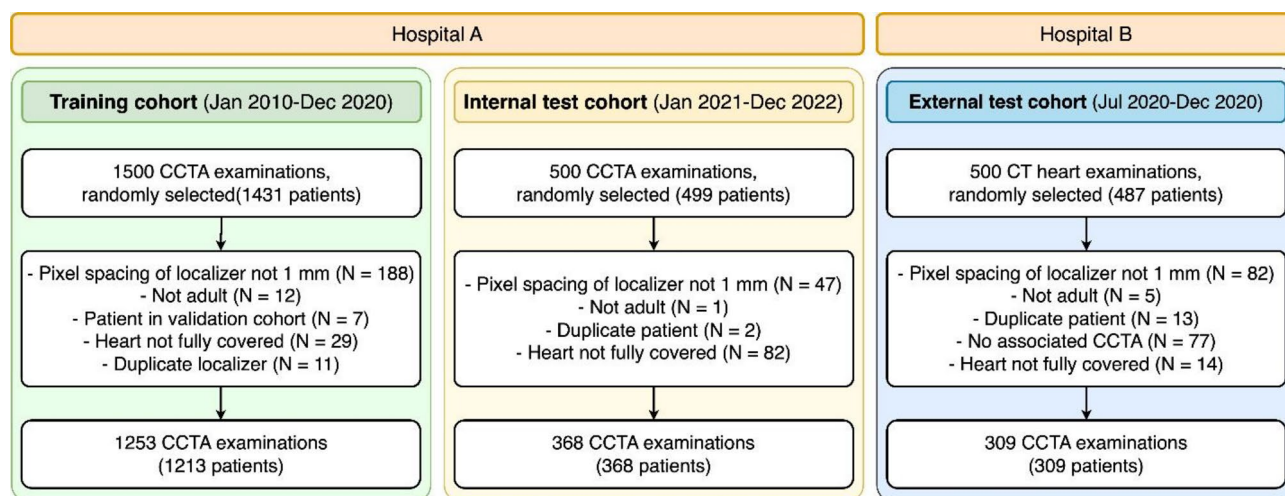 Hospital A
Hospital B
Training cohort (Jan 2010-Dec 2020)
1500 CCTA examinations,
randomly selected(1431 patients)
- Pixel spacing of localizer not 1 mm (N = 188)
- Not adult (N = 12)
- Patient in validation cohort (N = 7)
- Heart not fully covered (N = 29)
- Duplicate localizer (N = 11)
1253 CCTA examinations
(1213 patients)
Internal test cohort (Jan 2021-Dec 2022)
500 CCTA examinations,
randomly selected (499 patients)
- Pixel spacing of localizer not 1 mm (N = 47)
- Not adult (N = 1)
- Duplicate patient (N = 2)
- Heart not fully covered (N = 82)
368 CCTA examinations
(368 patients)
External test cohort (Jul 2020-Dec 2020)
500 CT heart examinations,
randomly selected (487 patients)
- Pixel spacing of localizer not 1 mm (N = 82)
- Not adult (N = 5)
- Duplicate patient (N = 13)
- No associated CCTA (N = 77)
- Heart not fully covered (N = 14)
309 CCTA examinations
(309 patients)